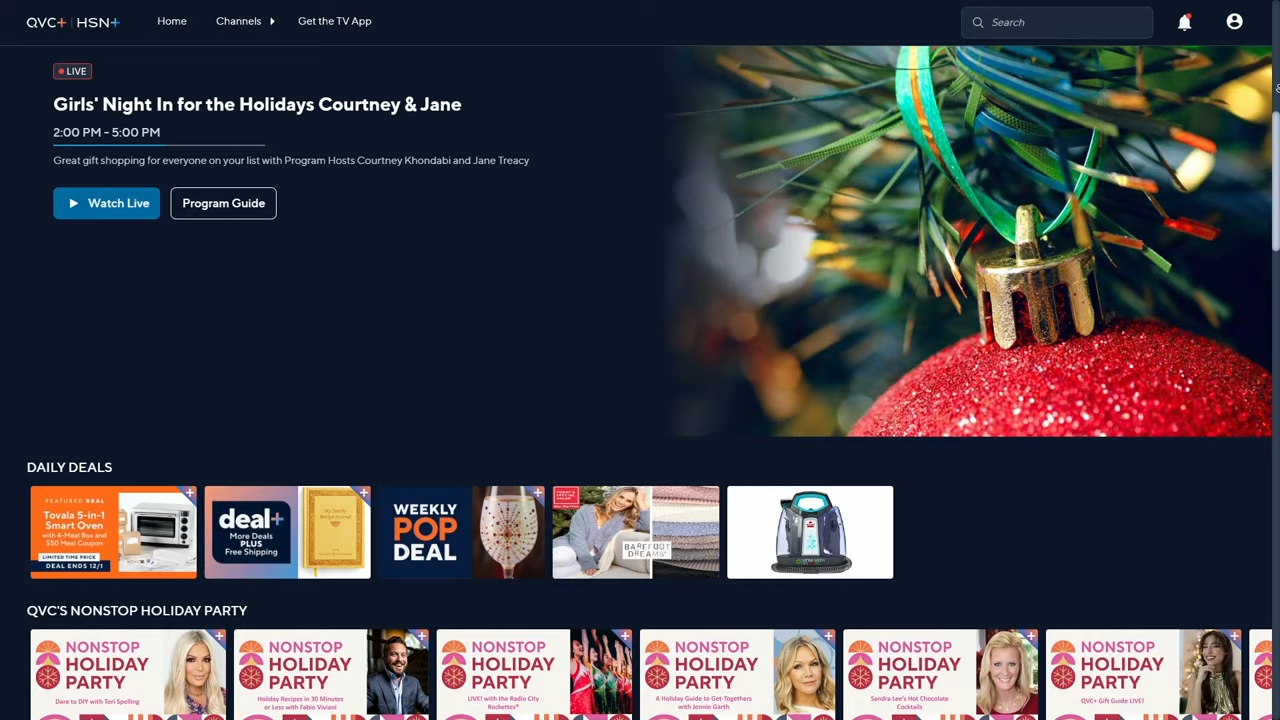 QVC+ | HSN+
Home
Channels
Get the TV App
Search
LIVE
Girls' Night In for the Holidays Courtney & Jane
2:00 PM - 5:00 PM
Great gift shopping for everyone on your list with Program Hosts Courtney Khondabi and Jane Treacy
Watch Live
Program Guide
DAILY DEALS
FEATURED DEAL
Tovala 5-in-1
Smart Oven
with 4-Meal Box and
$50 Meal Coupon
LIMITED TIME PRICE
DEAL ENDS 12/1
deal+
More Deals
PLUS
Free Shipping
WEEKLY
POP
DEAL
TODAY'S
SPECIAL
VALUE
BAREFOOT
DREAMS
BISSELL
QVC'S NONSTOP HOLIDAY PARTY
NONSTOP
HOLIDAY
PARTY
Dare to DIY with Tori Spelling
NONSTOP
HOLIDAY
PARTY
Holiday Recipes in 30 Minutes
or Less with Fabio Viviani
NONSTOP
HOLIDAY
PARTY
LIVE! with the Radio City
Rockettes®
NONSTOP
HOLIDAY
PARTY
A Holiday Guide to Get-Togethers
with Jennie Garth
NONSTOP
HOLIDAY
PARTY
Sandra Lee's Hot Chocolate
Cocktails
NONSTOP
HOLIDAY
PARTY
QVC+ Gift Guide LIVE!